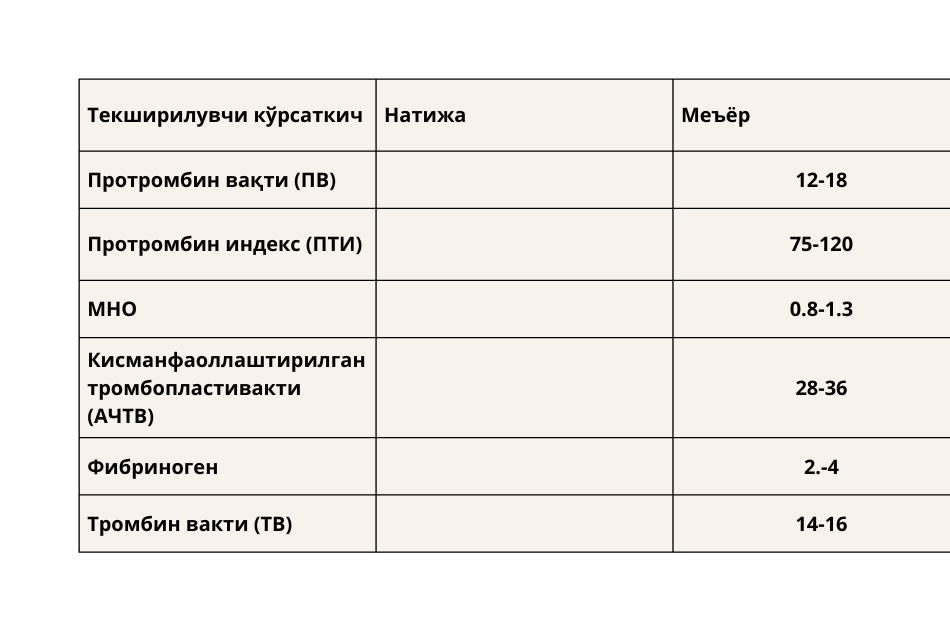 Текширилувчи кўрсаткич Натижа Меъёр
Протромбин вақти (ПВ) 12-18
Протромбин индекс (ПТИ) 75-120
МНО 0.8-1.3
Кисманфаоллаштирилган
тромбопластивакти
(АЧТВ) 28-36
Фибриноген 2.-4
Тромбин вакти (ТВ) 14-16